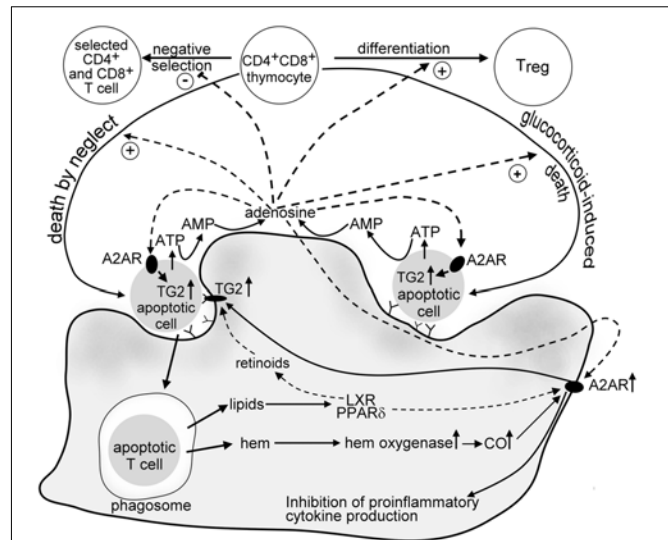 selected
CD4+
and CD8+
T cell
negative
selection
-
CD4+CD8+
thymocyte
differentiation
+
Treg
death by neglect
+
glucocorticoid-induced
death
+
adenosine
AMP
AMP
ATP
ATP
A2AR
A2AR
TG2
apoptotic
cell
TG2
TG2
apoptotic
cell
retinoids
LXR
PPARδ
A2AR
lipids
apoptotic
T cell
hem
hem oxygenase
CO
phagosome
Inhibition of proinflammatory
cytokine production